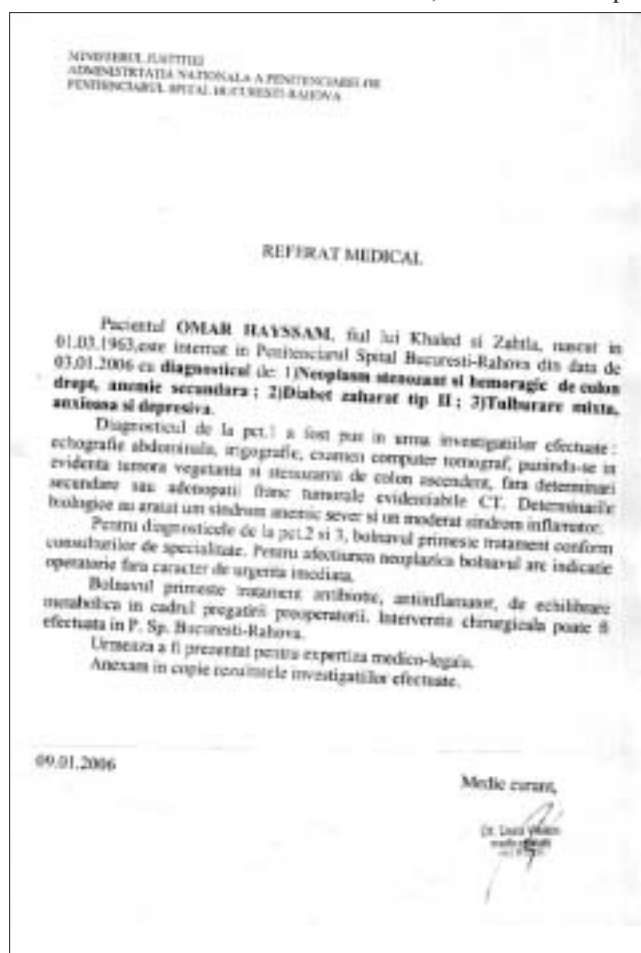 MINISTERUL JUSTITIEI
ADMINISTRATIA NATIONALA A PENITENCIARELOR
PENITENCIARUL SPITAL BUCURESTI-RAHOVA
REFERAT MEDICAL
Pacientul OMAR HAYSSAM, fiul lui Khaled si Zahtla, nascut in
01.03.1963,este internat in Penitenciarul Spital Bucuresti-Rahova din data de
03.01.2006 cu diagnosticul de: 1)Neoplasm stenozant si hemoragic de colon
drept, anemie secundara ; 2)Diabet zaharat tip II ; 3)Tulburare mixta,
anxioasa si depresiva.
Diagnosticul de la pct.1 a fost pus in urma investigatiilor efectuate :
echografie abdominala, irigografie, examen computer tomograf, punindu-se in
evidenta tumora vegetanta si stenozanta de colon ascendent, fara determinari
secundare sau adenopatii franc tumorale evidentiabile CT. Determinarile
biologice au aratat um sindrom anemic sever si un moderat sindrom inflamator.
Pentru diagnosticele de la pct.2 si 3, bolnavul primeste tratament conform
consulturilor de specialitate. Pentru afectiunea neoplazica bolnavul are indicatie
operatorie fara caracter de urgenta imediata.
Bolnavul primeste tratament antibiotic, antiinflamator, de echilibrare
metabolica in cadrul pregatirii preoperatorii. Interventia chirurgicala poate fi
efectuata in P. Sp. Bucuresti-Rahova.
Urmeaza a fi prezentat pentru expertiza medico-legala.
Anexam in copie rezultatele investigatiilor efectuate.
09.01.2006
Medic curant,
Dr.